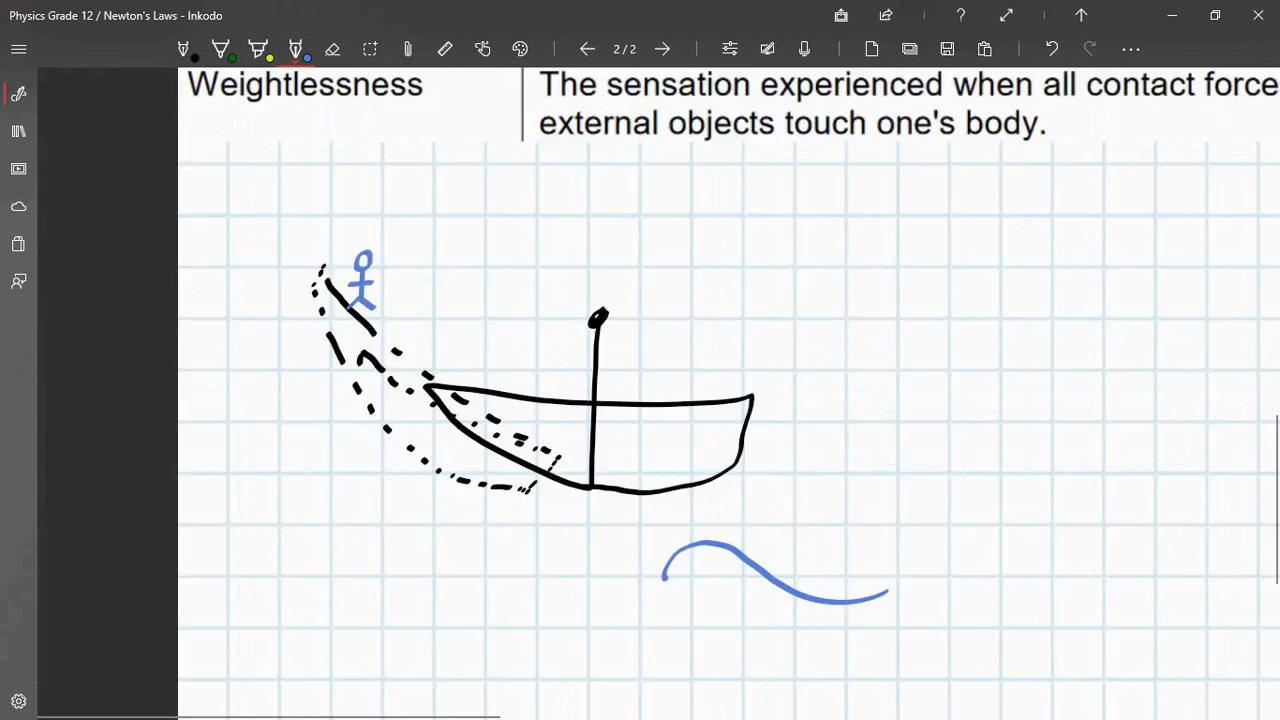 Physics Grade 12 / Newton's Laws - Inkodo
2/2
Weightlessness
The sensation experienced when all contact force
external objects touch one's body.